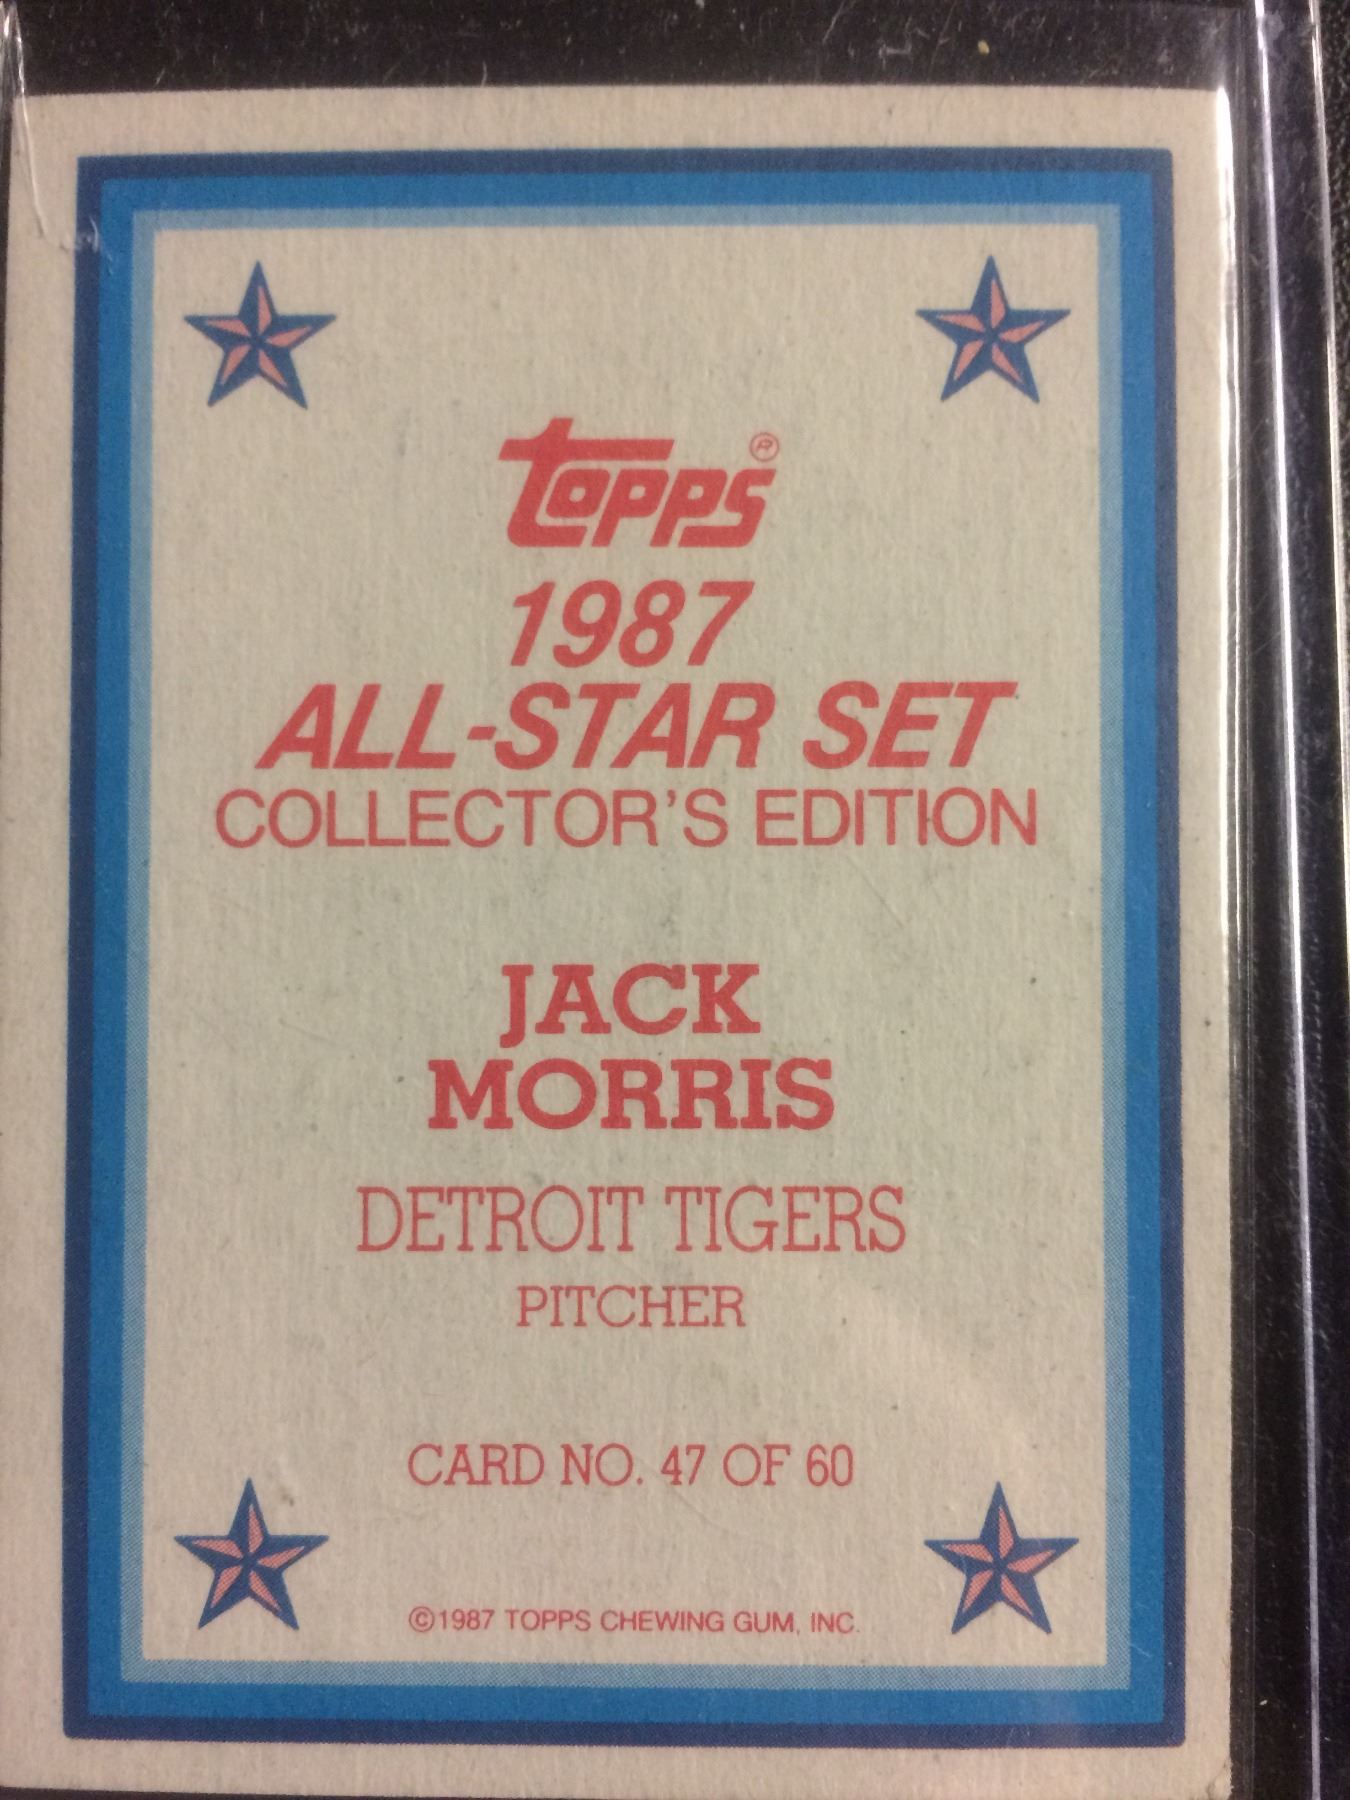 topps®
1987
ALL-STAR SET
COLLECTOR'S EDITION
JACK
MORRIS
DETROIT TIGERS
PITCHER
CARD NO. 47 OF 60
©1987 TOPPS CHEWING GUM, INC.